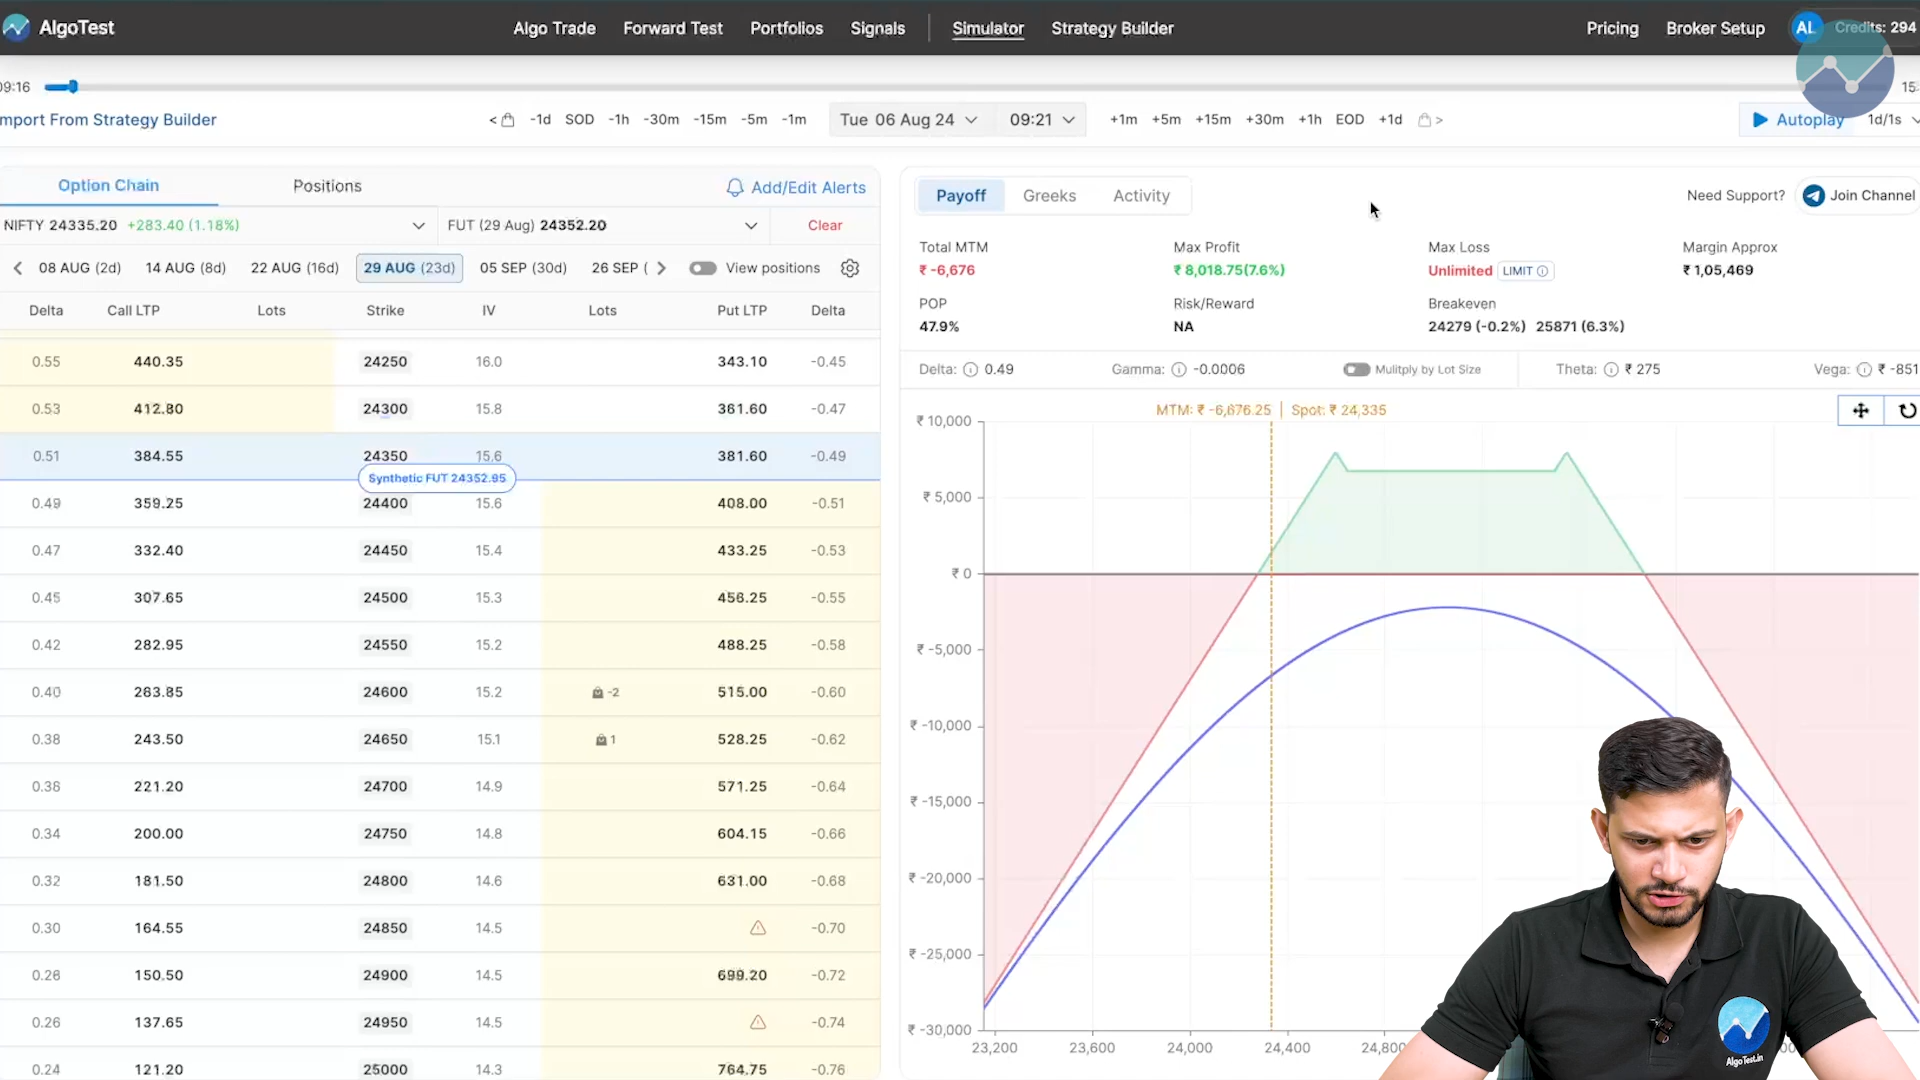 AlgoTest
Algo Trade Forward Test Portfolios Signals Simulator Strategy Builder Pricing Broker Setup AL Credits: 294
09:16 15:
mport From Strategy Builder
< -1d SOD -1h -30m -15m -5m -1m Tue 06 Aug 24 09:21 +1m +5m +15m +30m +1h EOD +1d >
Autoplay 1d/1s
Option Chain Positions Add/Edit Alerts
NIFTY 24335.20 +283.40 (1.18%) FUT (29 Aug) 24352.20 Clear
08 AUG (2d) 14 AUG (8d) 22 AUG (16d) 29 AUG (23d) 05 SEP (30d) 26 SEP ( View positions
Delta Call LTP Lots Strike IV Lots Put LTP Delta
0.55 440.35 24250 16.0 343.10 -0.45
0.53 412.80 24300 15.8 361.60 -0.47
0.51 384.55 24350 15.6 381.60 -0.49
Synthetic FUT 24352.95
0.49 359.25 24400 15.6 408.00 -0.51
0.47 332.40 24450 15.4 433.25 -0.53
0.45 307.65 24500 15.3 456.25 -0.55
0.42 282.95 24550 15.2 488.25 -0.58
0.40 263.85 24600 15.2 -2 515.00 -0.60
0.38 243.50 24650 15.1 1 528.25 -0.62
0.36 221.20 24700 14.9 571.25 -0.64
0.34 200.00 24750 14.8 604.15 -0.66
0.32 181.50 24800 14.6 631.00 -0.68
0.30 164.55 24850 14.5 -0.70
0.28 150.50 24900 14.5 699.20 -0.72
0.26 137.65 24950 14.5 -0.74
0.24 121.20 25000 14.3 764.75 -0.76
Payoff Greeks Activity Need Support? Join Channel
Total MTM Max Profit Max Loss Margin Approx
₹ -6,676 ₹ 8,018.75(7.6%) Unlimited LIMIT ₹ 1,05,469
POP Risk/Reward Breakeven
47.9% NA 24279 (-0.2%) 25871 (6.3%)
Delta: 0.49 Gamma: -0.0006 Mulitply by Lot Size Theta: ₹ 275 Vega: ₹ -851
MTM: ₹ -6,676.25 | Spot: ₹ 24,335
₹ 10,000
₹ 5,000
₹ 0
₹ -5,000
₹ -10,000
₹ -15,000
₹ -20,000
₹ -25,000
₹ -30,000
23,200 23,600 24,000 24,400 24,800
AlgoTest.in